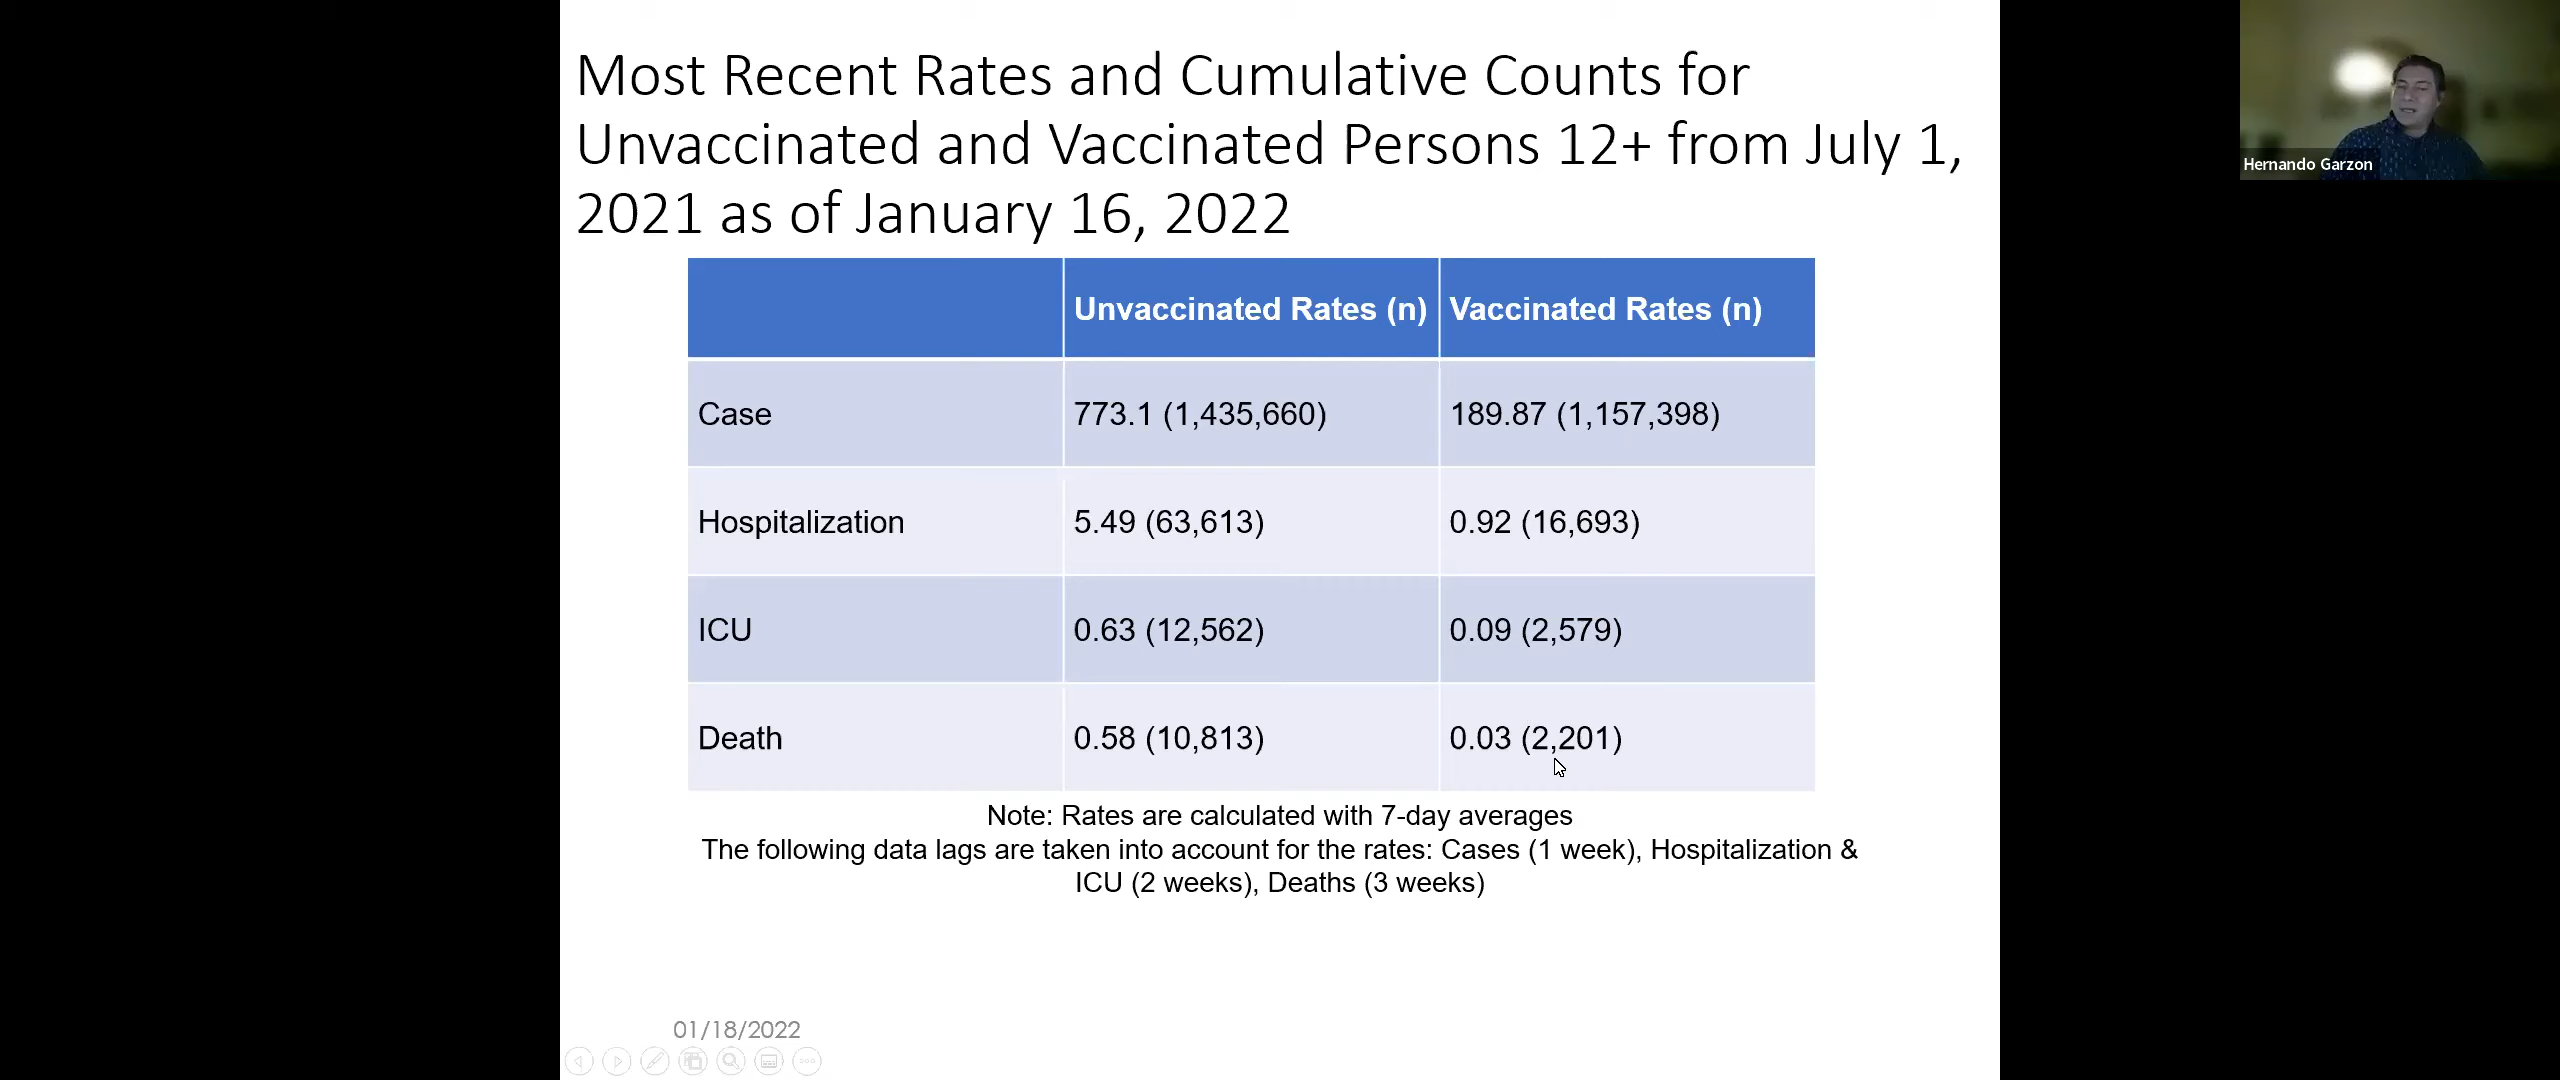 Most Recent Rates and Cumulative Counts for
Unvaccinated and Vaccinated Persons 12+ from July 1,
2021 as of January 16, 2022
Unvaccinated Rates (n) Vaccinated Rates (n)
Case 773.1 (1,435,660) 189.87 (1,157,398)
Hospitalization 5.49 (63,613) 0.92 (16,693)
ICU 0.63 (12,562) 0.09 (2,579)
Death 0.58 (10,813) 0.03 (2,201)
Note: Rates are calculated with 7-day averages
The following data lags are taken into account for the rates: Cases (1 week), Hospitalization &
ICU (2 weeks), Deaths (3 weeks)
01/18/2022
Hernando Garzon